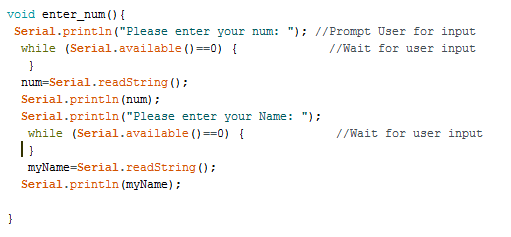 void enter_num(){
Serial.println("Please enter your num: "); //Prompt User for input
while (Serial.available()==0) { //Wait for user input
}
num=Serial.readString();
Serial.println(num);
Serial.println("Please enter your Name: ");
while (Serial.available()==0) { //Wait for user input
}
myName=Serial.readString();
Serial.println(myName);
}